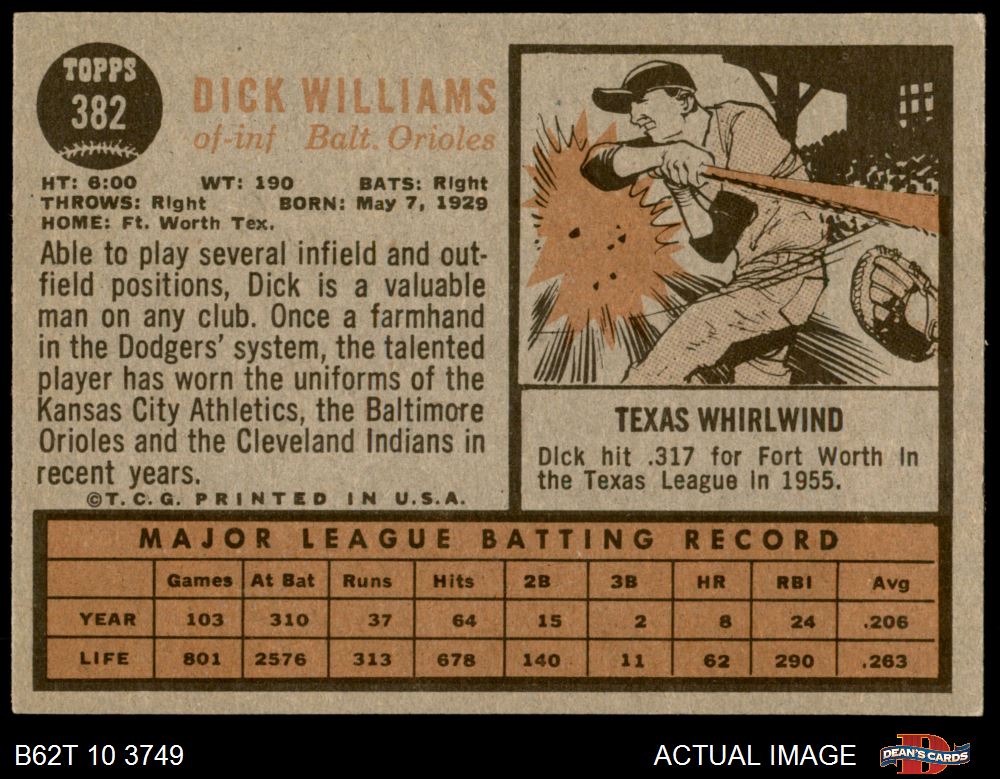 TOPPS
382
DICK WILLIAMS
of-inf Balt. Orioles
HT: 6:00 WT: 190 BATS: Right
THROWS: Right BORN: May 7, 1929
HOME: Ft. Worth Tex.
Able to play several infield and out-
field positions, Dick is a valuable
man on any club. Once a farmhand
in the Dodgers' system, the talented
player has worn the uniforms of the
Kansas City Athletics, the Baltimore
Orioles and the Cleveland Indians in
recent years.
©T.C.G. PRINTED IN U.S.A.
TEXAS WHIRLWIND
Dick hit .317 for Fort Worth in
the Texas League in 1955.
MAJOR LEAGUE BATTING RECORD
Games At Bat Runs Hits 2B 3B HR RBI Avg
YEAR 103 310 37 64 15 2 8 24 .206
LIFE 801 2576 313 678 140 11 62 290 .263
B62T 10 3749 ACTUAL IMAGE DEAN'S CARDS